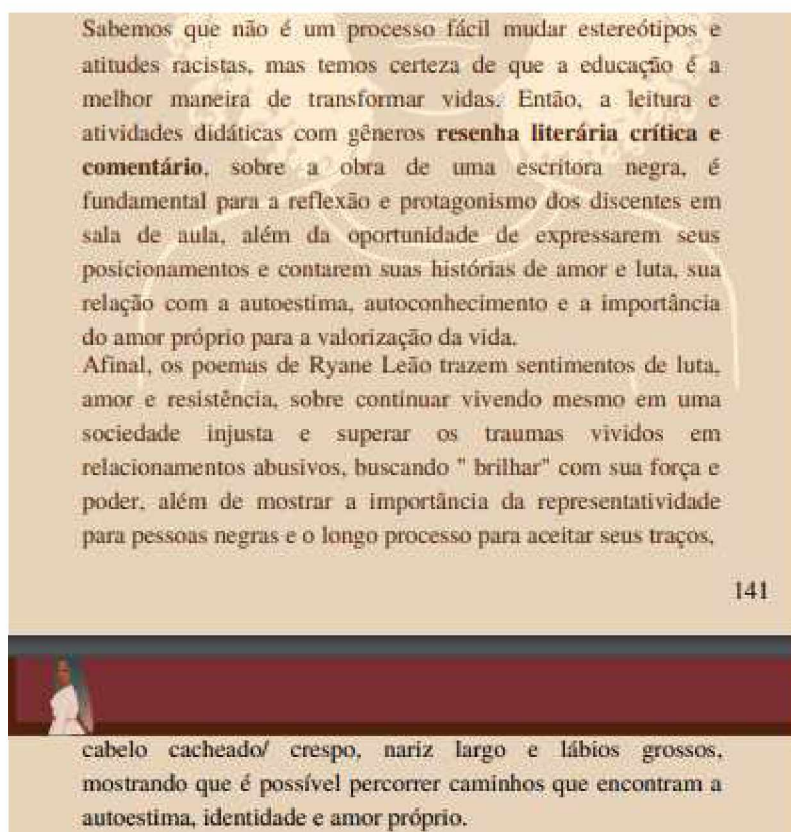 Sabemos que não é um processo fácil mudar estereótipos e
atitudes racistas, mas temos certeza de que a educação é a
melhor maneira de transformar vidas. Então, a leitura e
atividades didáticas com gêneros resenha literária crítica e
comentário, sobre a obra de uma escritora negra, é
fundamental para a reflexão e protagonismo dos discentes em
sala de aula, além da oportunidade de expressarem seus
posicionamentos e contarem suas histórias de amor e luta, sua
relação com a autoestima, autoconhecimento e a importância
do amor próprio para a valorização da vida.
Afinal, os poemas de Ryane Leão trazem sentimentos de luta,
amor e resistência, sobre continuar vivendo mesmo em uma
sociedade injusta e superar os traumas vividos em
relacionamentos abusivos, buscando " brilhar" com sua força e
poder, além de mostrar a importância da representatividade
para pessoas negras e o longo processo para aceitar seus traços,
141
cabelo cacheado/ crespo, nariz largo e lábios grossos,
mostrando que é possível percorrer caminhos que encontram a
autoestima, identidade e amor próprio.